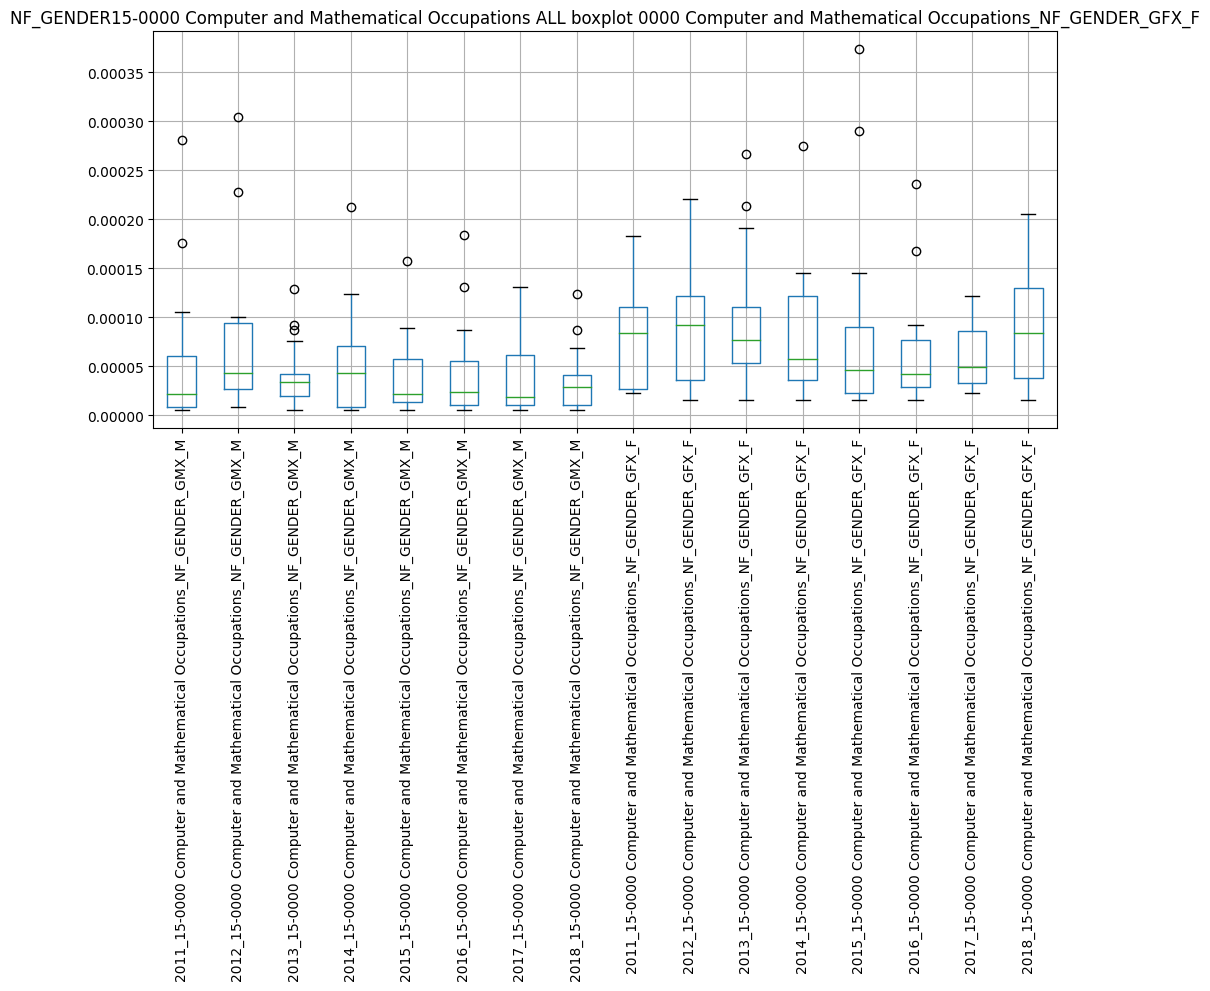 NF_GENDER15-0000 Computer and Mathematical Occupations ALL boxplot 0000 Computer and Mathematical Occupations_NF_GENDER_GFX_F
0.00035
0.00030
0.00025
0.00020
0.00015
0.00010
0.00005
0.00000
2011_15-0000 Computer and Mathematical Occupations_NF_GENDER_GMX_M
2012_15-0000 Computer and Mathematical Occupations_NF_GENDER_GMX_M
2013_15-0000 Computer and Mathematical Occupations_NF_GENDER_GMX_M
2014_15-0000 Computer and Mathematical Occupations_NF_GENDER_GMX_M
2015_15-0000 Computer and Mathematical Occupations_NF_GENDER_GMX_M
2016_15-0000 Computer and Mathematical Occupations_NF_GENDER_GMX_M
2017_15-0000 Computer and Mathematical Occupations_NF_GENDER_GMX_M
2018_15-0000 Computer and Mathematical Occupations_NF_GENDER_GMX_M
2011_15-0000 Computer and Mathematical Occupations_NF_GENDER_GFX_F
2012_15-0000 Computer and Mathematical Occupations_NF_GENDER_GFX_F
2013_15-0000 Computer and Mathematical Occupations_NF_GENDER_GFX_F
2014_15-0000 Computer and Mathematical Occupations_NF_GENDER_GFX_F
2015_15-0000 Computer and Mathematical Occupations_NF_GENDER_GFX_F
2016_15-0000 Computer and Mathematical Occupations_NF_GENDER_GFX_F
2017_15-0000 Computer and Mathematical Occupations_NF_GENDER_GFX_F
2018_15-0000 Computer and Mathematical Occupations_NF_GENDER_GFX_F